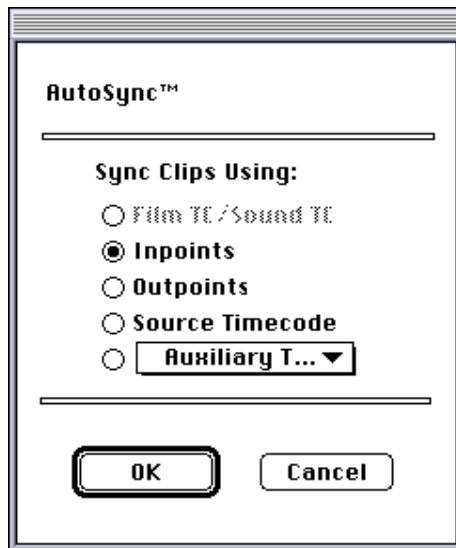 AutoSync™
Sync Clips Using:
Film TC/Sound TC
Inpoints
Outpoints
Source Timecode
Auxiliary T...
OK
Cancel